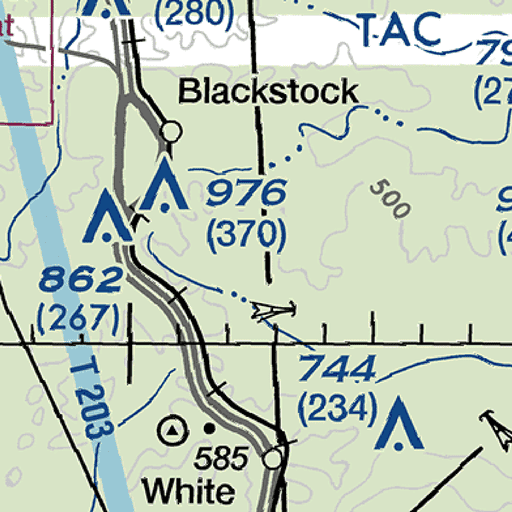 (280)
TAC
Blackstock
976
(370)
500
862
(267)
T 203
744
(234)
585
White